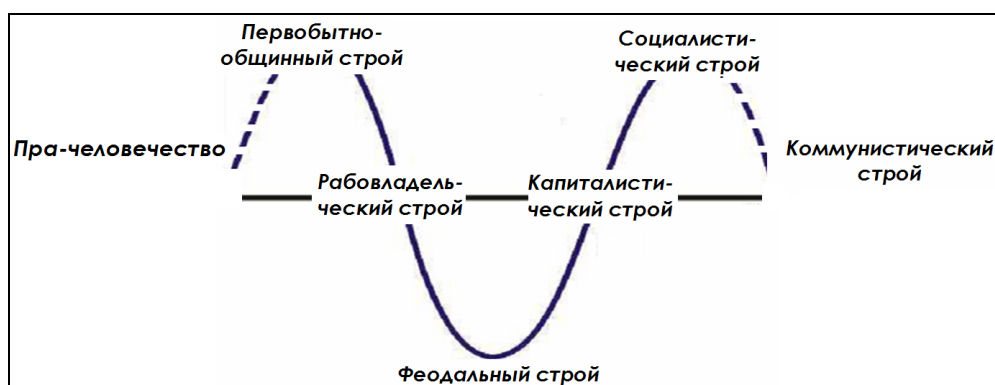 Первобытно-
общинный строй
Социалисти-
ческий строй
Пра-человечество
Коммунистический
строй
Рабовладель-
ческий строй
Капиталисти-
ческий строй
Феодальный строй